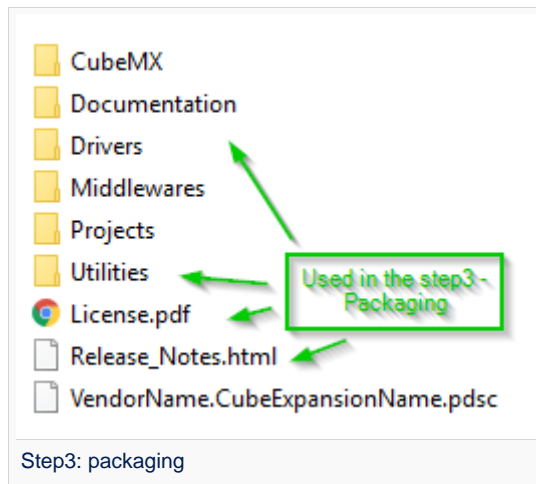 CubeMX
Documentation
Drivers
Middlewares
Projects
Utilities
Used in the step3 -
Packaging
License.pdf
Release_Notes.html
VendorName.CubeExpansionName.pdsc
Step3: packaging